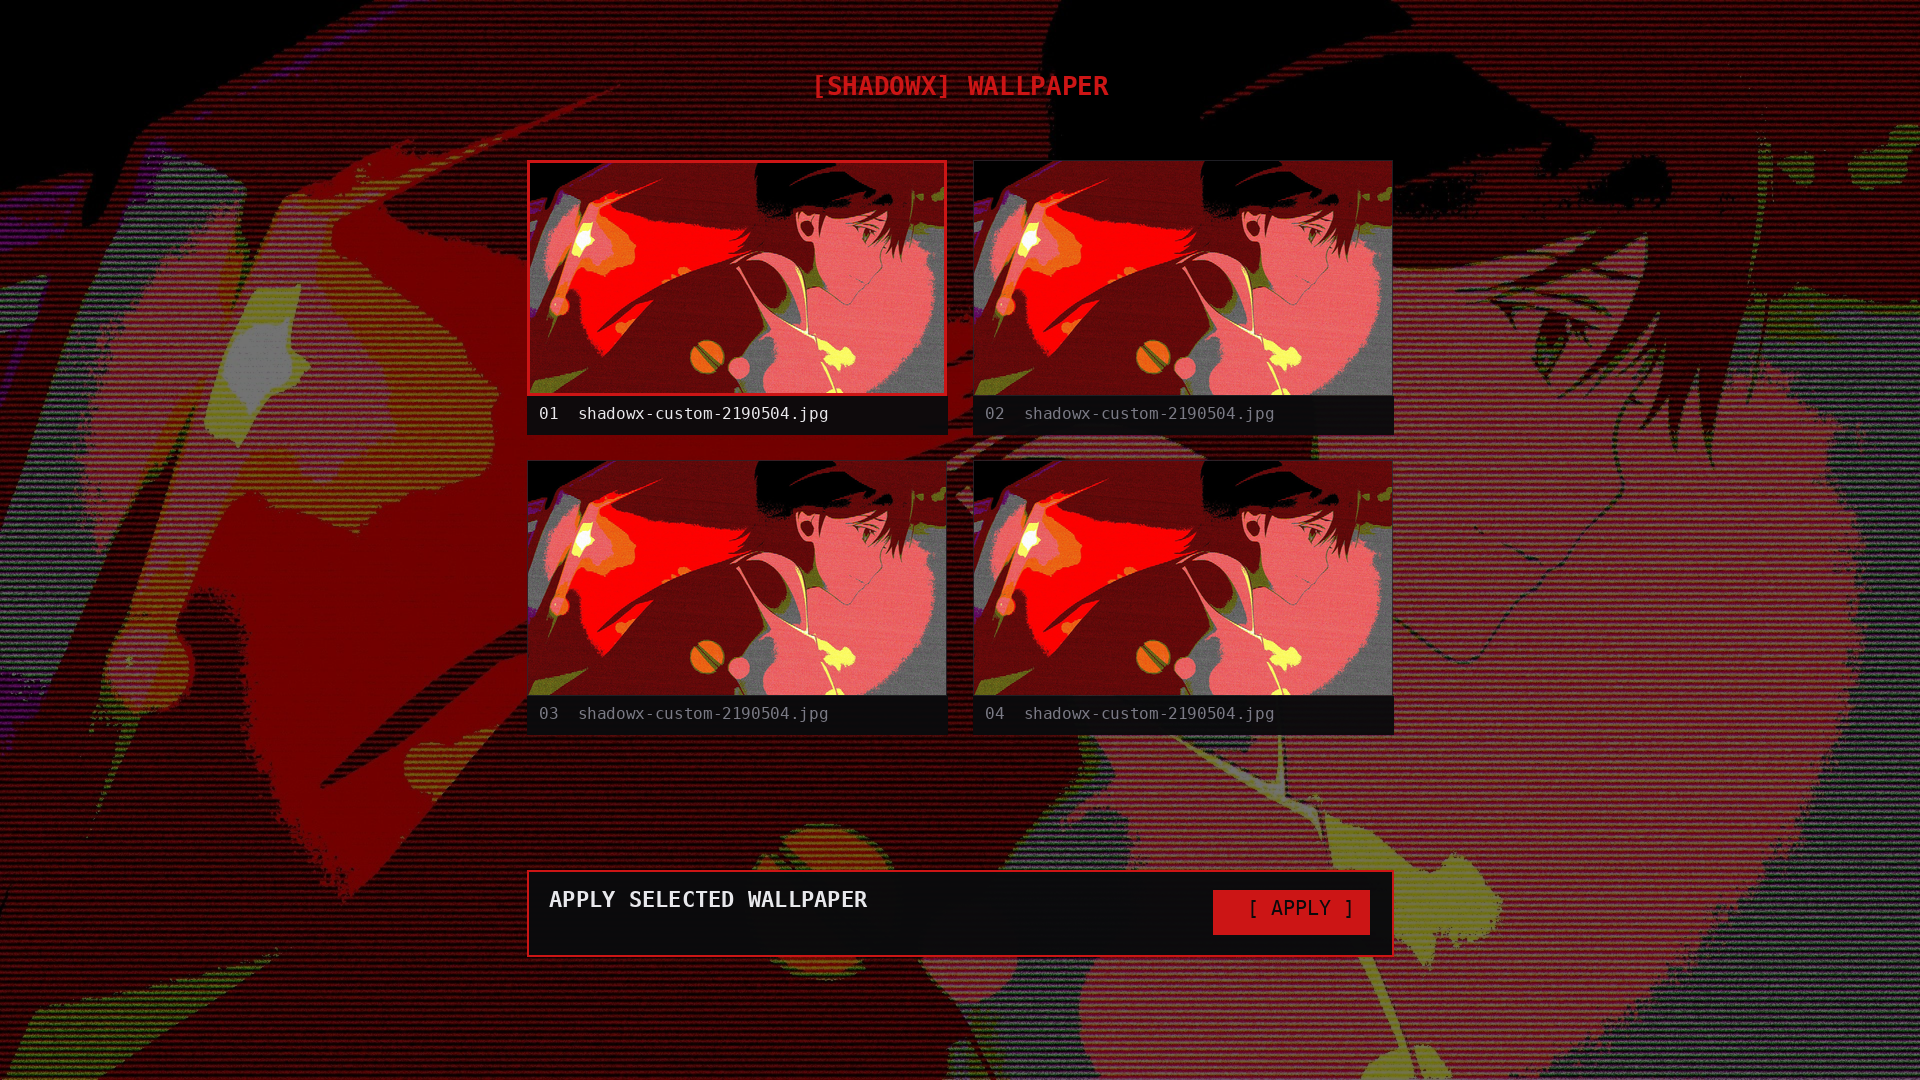 [SHADOWX] WALLPAPER
01 shadowx-custom-2190504.jpg
02 shadowx-custom-2190504.jpg
03 shadowx-custom-2190504.jpg
04 shadowx-custom-2190504.jpg
APPLY SELECTED WALLPAPER
[ APPLY ]